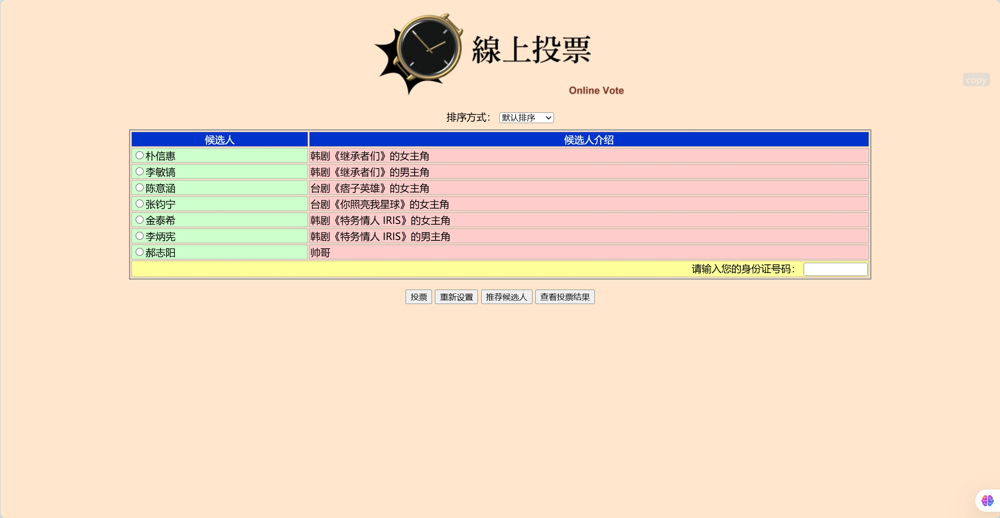 線上投票
Online Vote
copy
排序方式： 默认排序
候选人 候选人介绍
朴信惠 韩剧《继承者们》的女主角
李敏镐 韩剧《继承者们》的男主角
陈意涵 台剧《痞子英雄》的女主角
张钧宁 台剧《你照亮我星球》的女主角
金泰希 韩剧《特务情人 IRIS》的女主角
李炳宪 韩剧《特务情人 IRIS》的男主角
郝志阳 帅哥
请输入您的身份证号码：
投票 重新设置 推荐候选人 查看投票结果